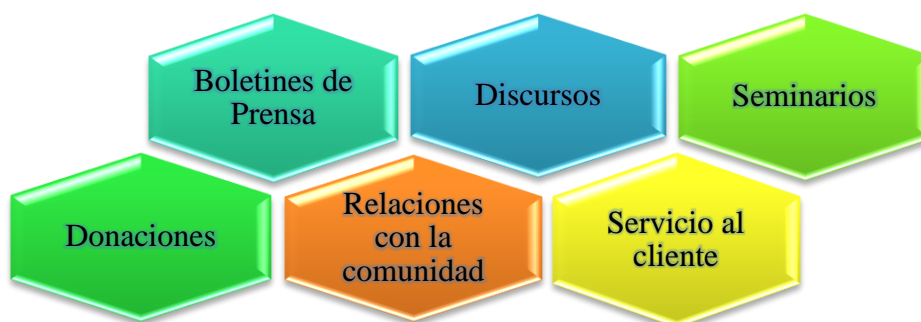 Boletines de
Prensa
Discursos
Seminarios
Donaciones
Relaciones
con la
comunidad
Servicio al
cliente